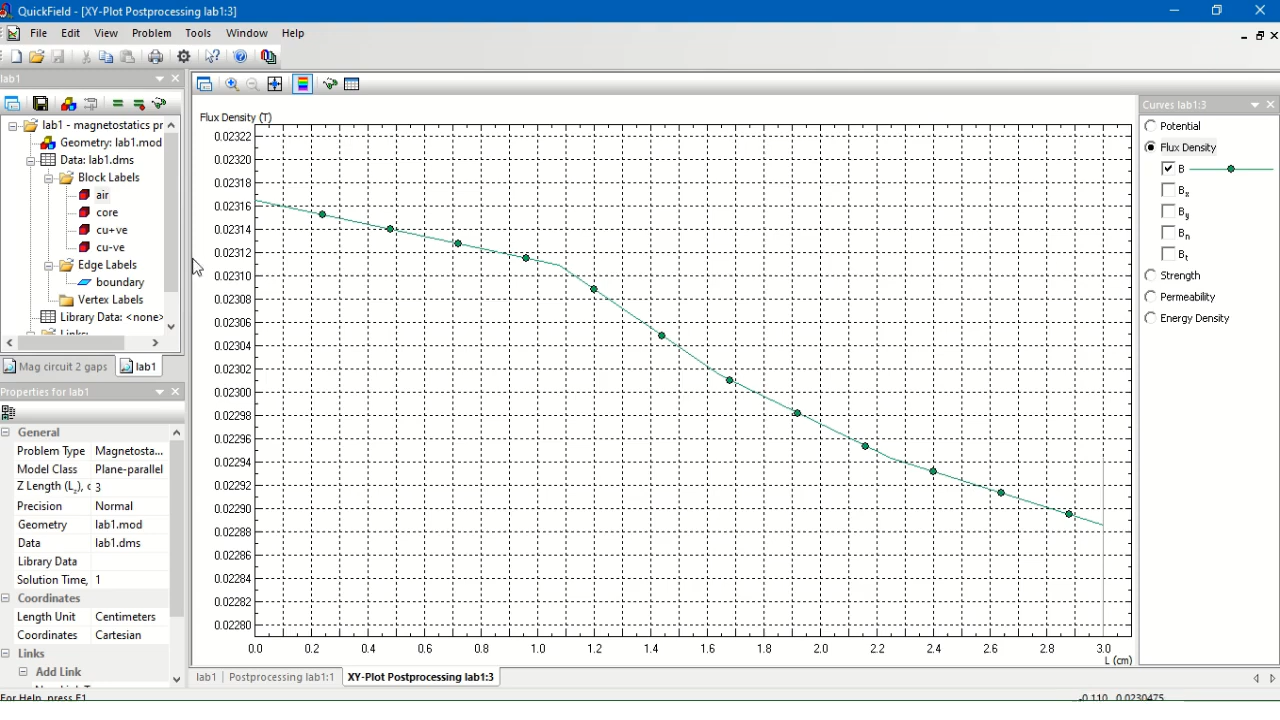 QuickField - [XY-Plot Postprocessing lab1:3]
File Edit View Problem Tools Window Help
lab1
lab1 - magnetostatics pr
Geometry: lab1.mod
Data: lab1.dms
Block Labels
air
core
cu+ve
cu-ve
Edge Labels
boundary
Vertex Labels
Library Data: <none>
Links:
Mag circuit 2 gaps lab1
Properties for lab1
General
Problem Type Magnetosta...
Model Class Plane-parallel
Z Length (Lz), c 3
Precision Normal
Geometry lab1.mod
Data lab1.dms
Library Data
Solution Time, 1
Coordinates
Length Unit Centimeters
Coordinates Cartesian
Links
Add Link
For Help, press F1
Flux Density (T)
0.02322
0.02320
0.02318
0.02316
0.02314
0.02312
0.02310
0.02308
0.02306
0.02304
0.02302
0.02300
0.02298
0.02296
0.02294
0.02292
0.02290
0.02288
0.02286
0.02284
0.02282
0.02280
0.0 0.2 0.4 0.6 0.8 1.0 1.2 1.4 1.6 1.8 2.0 2.2 2.4 2.6 2.8 3.0
L (cm)
lab1 Postprocessing lab1:1 XY-Plot Postprocessing lab1:3
Curves lab1:3
Potential
Flux Density
B
Bx
By
Bn
Bt
Strength
Permeability
Energy Density
-0.110 0.0230475